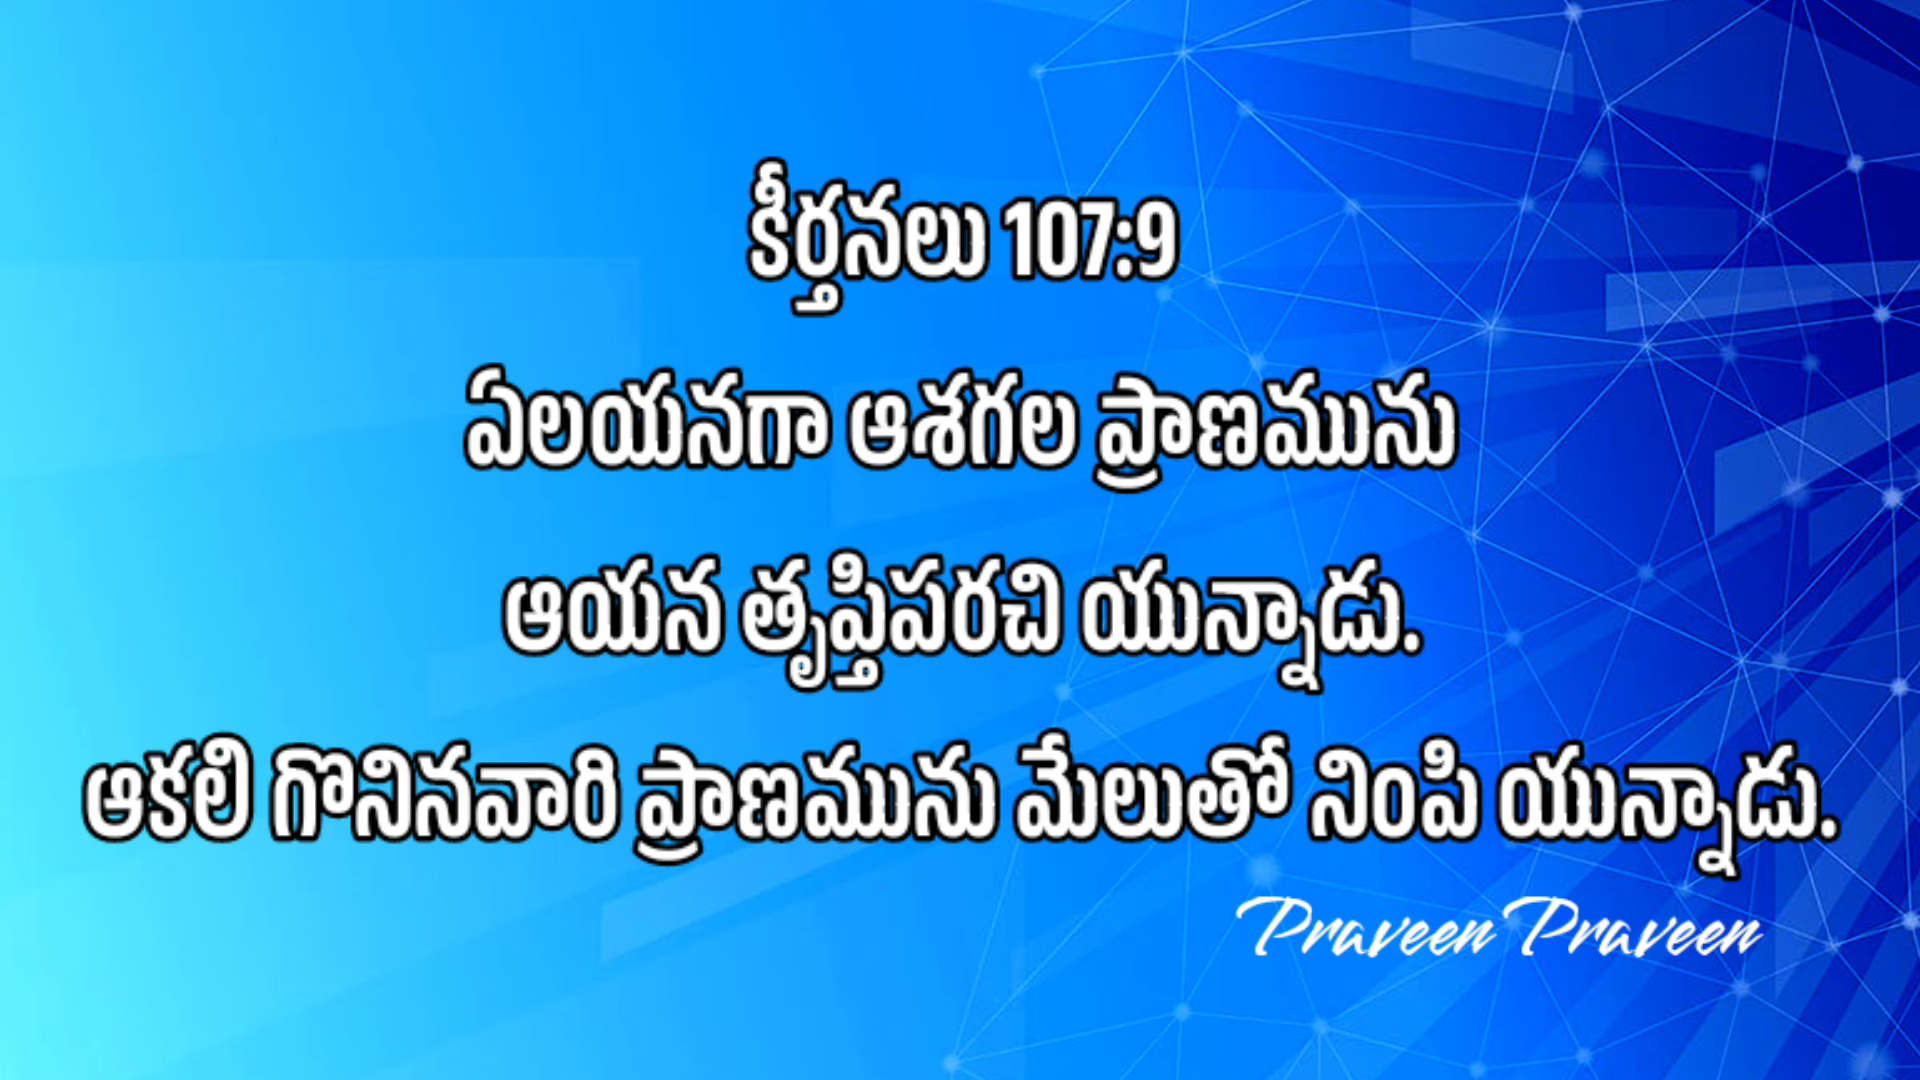 కీర్తనలు 107:9
ఏలయనగా ఆశగల ప్రాణమును
ఆయన తృప్తిపరచి యున్నాడు.
ఆకలి గొనినవారి ప్రాణమును మేలుతో నింపి యున్నాడు.
Praveen Praveen